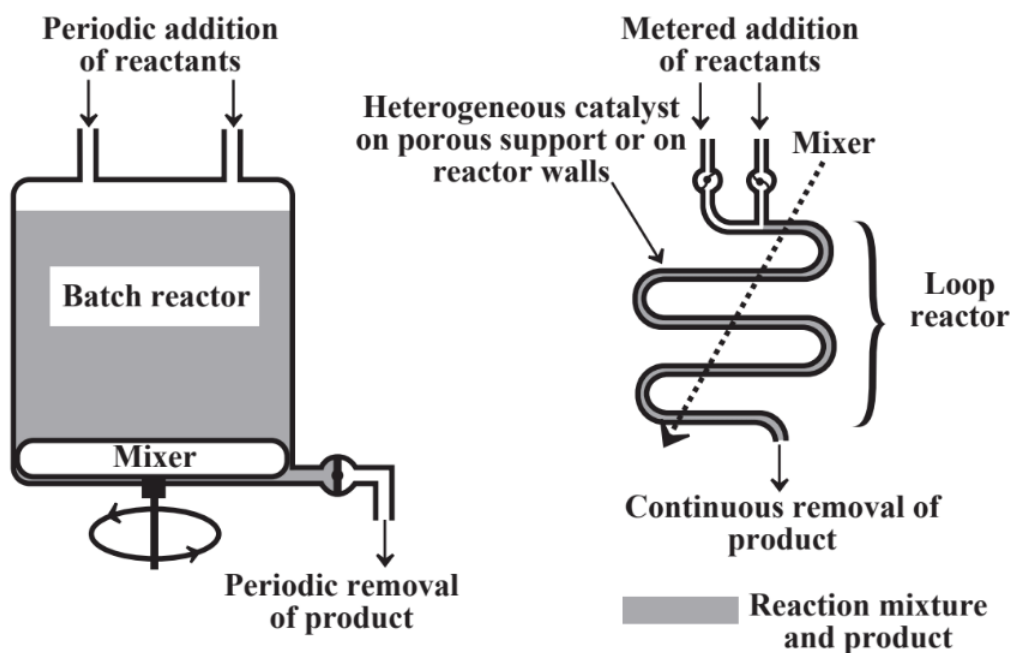 Periodic addition
of reactants
Batch reactor
Mixer
Periodic removal
of product
Metered addition
of reactants
Heterogeneous catalyst
on porous support or on
reactor walls
Mixer
Loop
reactor
Continuous removal of
product
Reaction mixture
and product